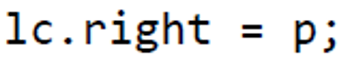 lc.right = p;